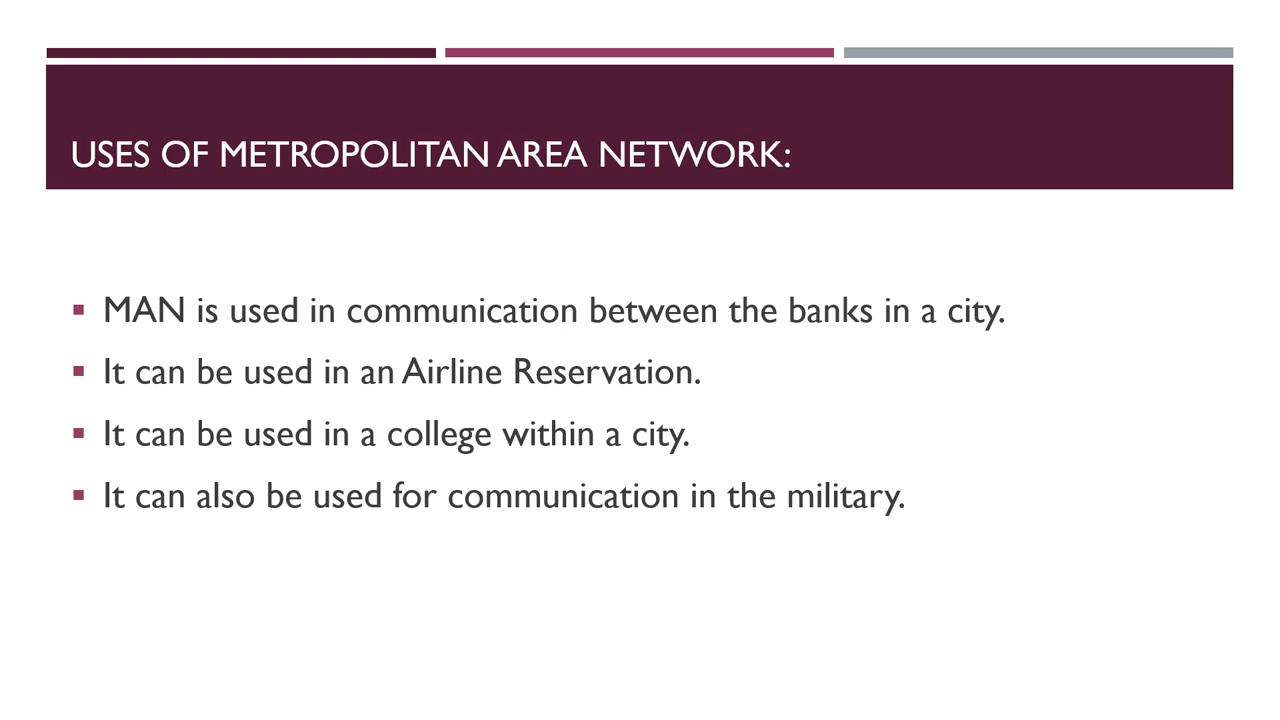 USES OF METROPOLITAN AREA NETWORK:
▪ MAN is used in communication between the banks in a city.
▪ It can be used in an Airline Reservation.
▪ It can be used in a college within a city.
▪ It can also be used for communication in the military.